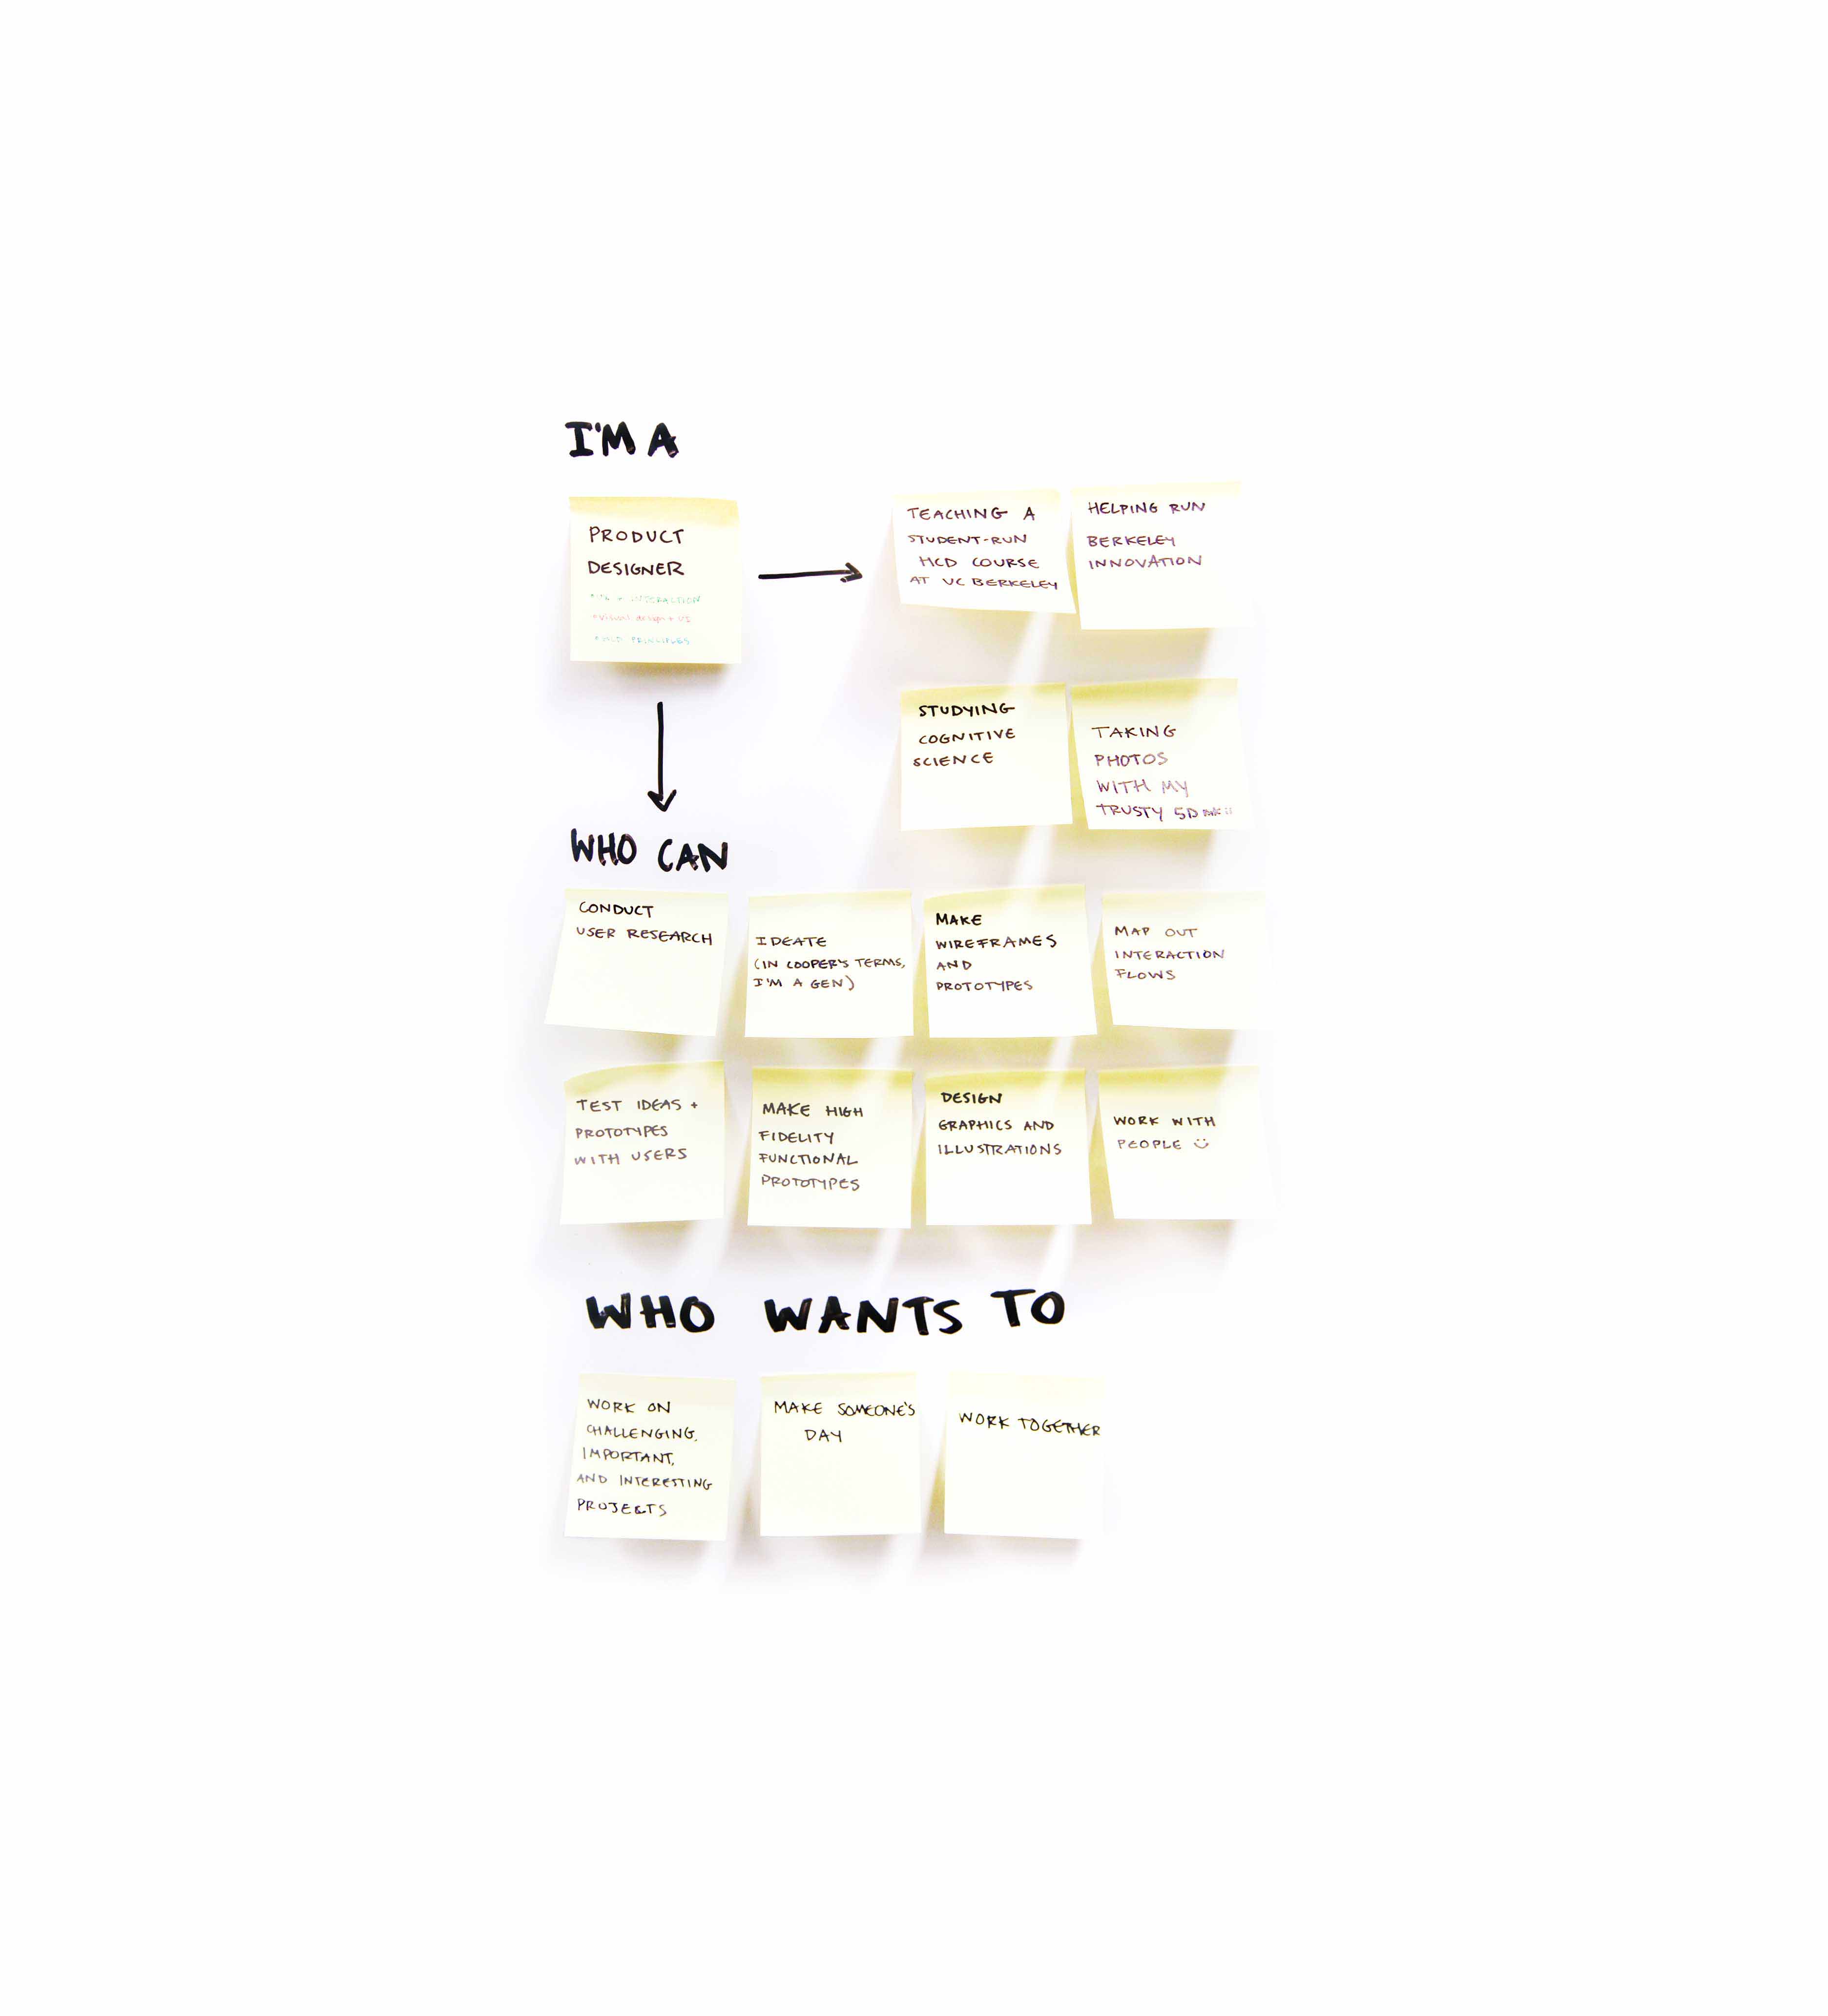 I'M A
PRODUCT
DESIGNER
INTERACTION
visual design + UI
PRINCIPLES
TEACHING A
STUDENT-RUN
HCD COURSE
AT UC BERKELEY
HELPING RUN
BERKELEY
INNOVATION
STUDYING
COGNITIVE
SCIENCE
TAKING
PHOTOS
WITH MY
TRUSTY 5D MK ii
WHO CAN
CONDUCT
USER RESEARCH
IDEATE
(IN COOPER'S TERMS,
I'M A GEN)
MAKE
WIREFRAMES
AND
PROTOTYPES
MAP OUT
INTERACTION
FLOWS
TEST IDEAS +
PROTOTYPES
WITH USERS
MAKE HIGH
FIDELITY
FUNCTIONAL
PROTOTYPES
DESIGN
GRAPHICS AND
ILLUSTRATIONS
WORK WITH
PEOPLE
WHO WANTS TO
WORK ON
CHALLENGING,
IMPORTANT,
AND INTERESTING
PROJECTS
MAKE SOMEONE'S
DAY
WORK TOGETHER